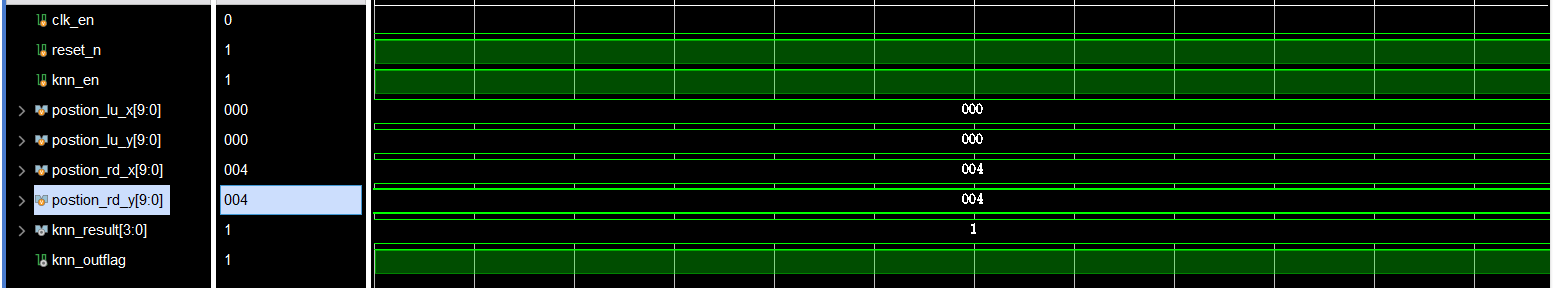 clk_en 0
reset_n 1
knn_en 1
postion_lu_x[9:0] 000 000
postion_lu_y[9:0] 000 000
postion_rd_x[9:0] 004 004
postion_rd_y[9:0] 004 004
knn_result[3:0] 1 1
knn_outflag 1